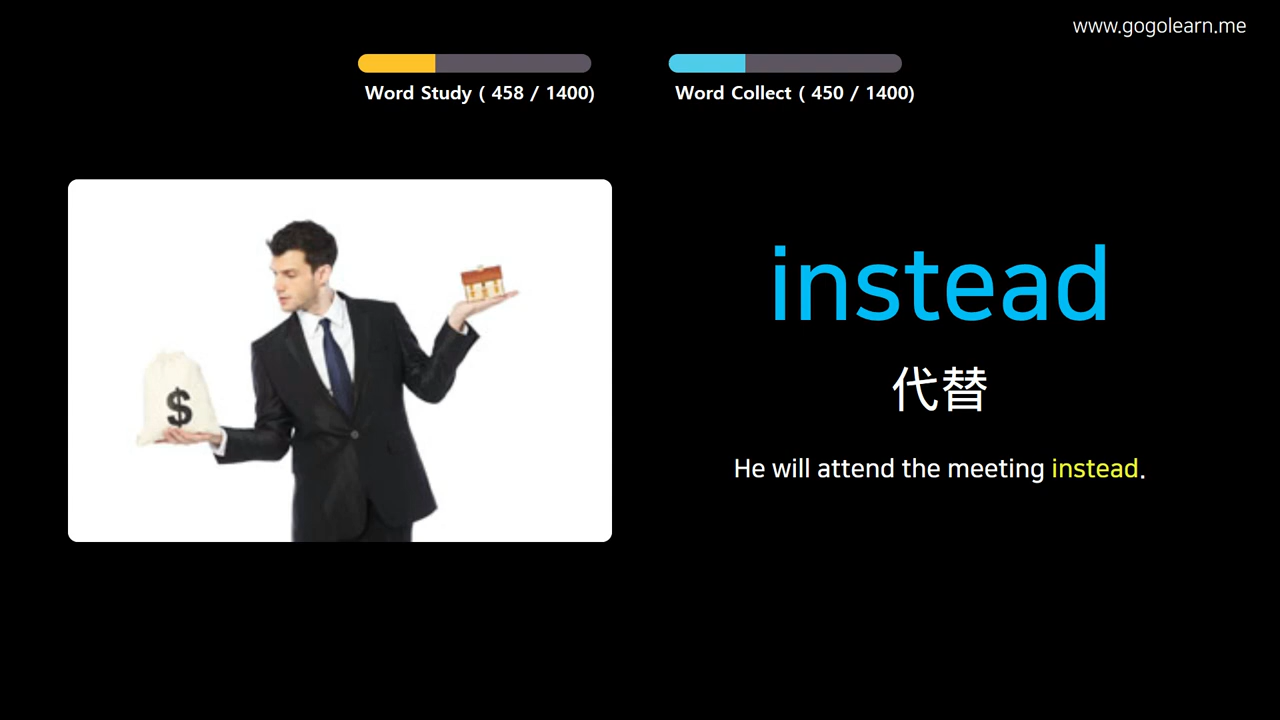 www.gogolearn.me
Word Study ( 458 / 1400)
Word Collect ( 450 / 1400)
$
instead
代替
He will attend the meeting instead.